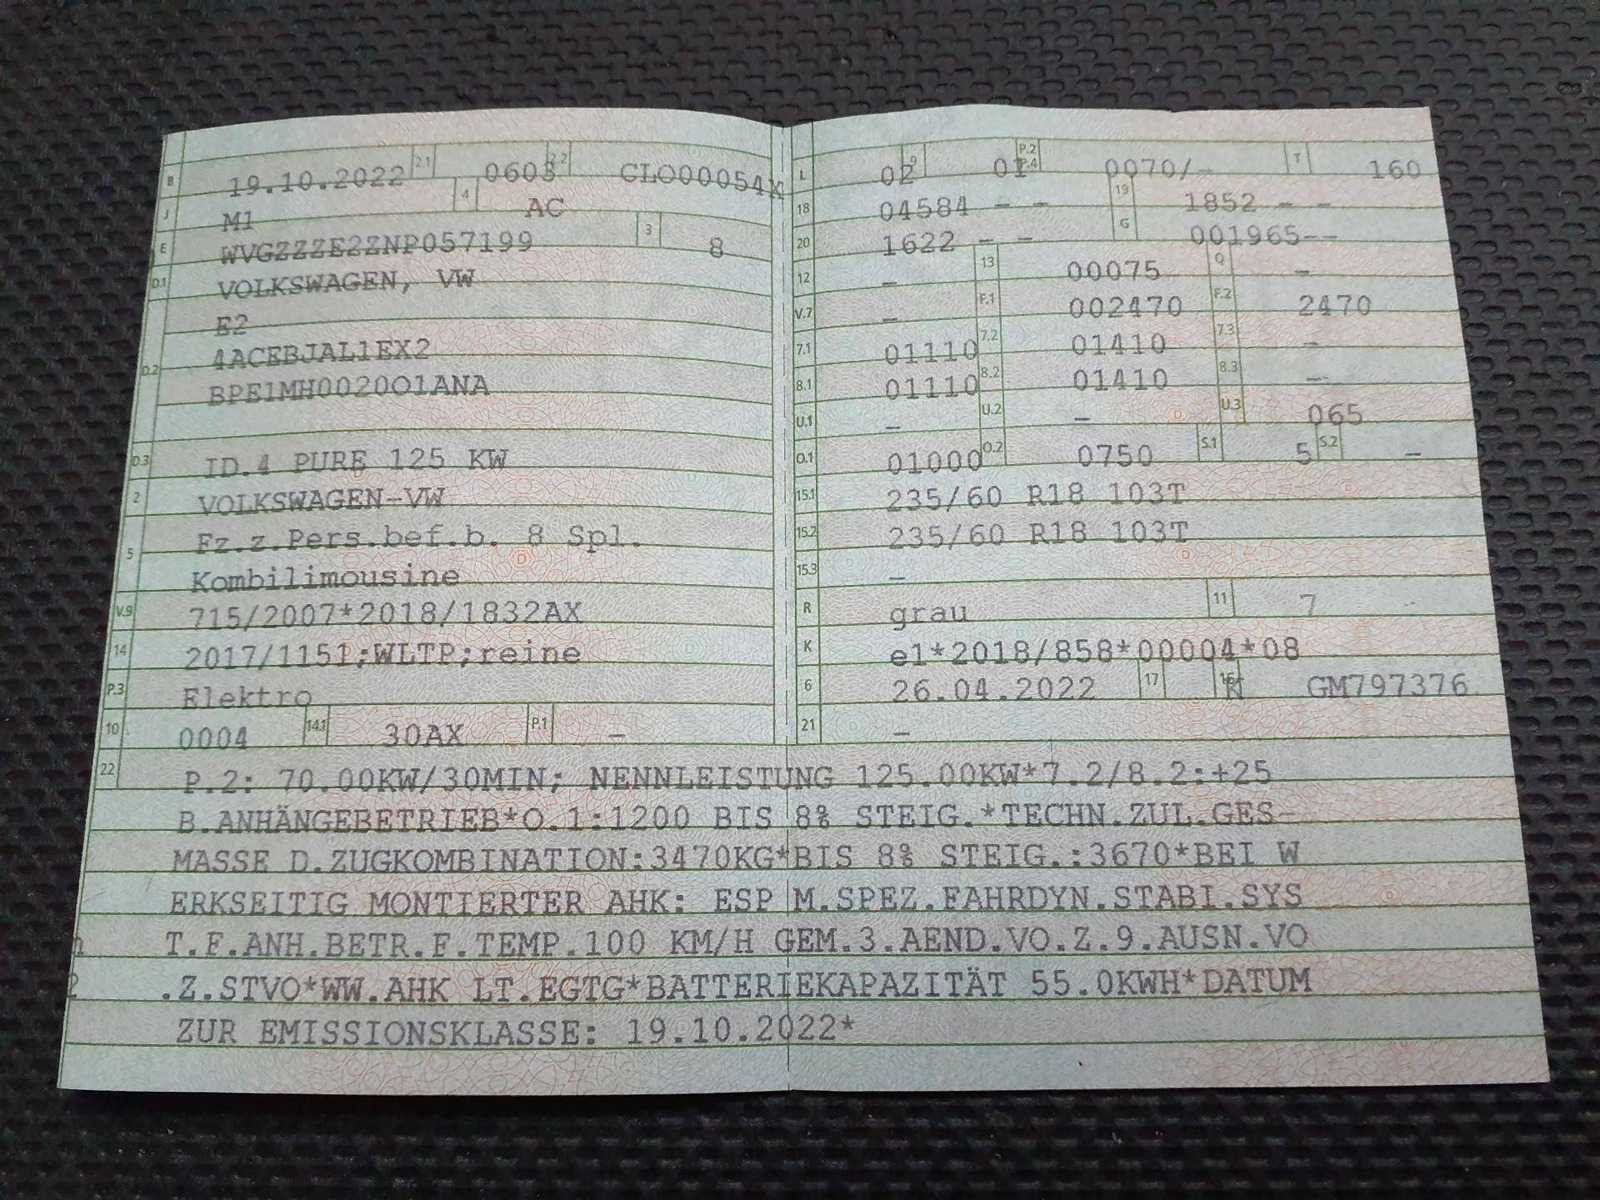 B 19.10.2022 2.1 0603 2.2 CLO00054X
J M1 4 AC
E WVGZZZE2ZNP057199 3 8
D.1 VOLKSWAGEN, VW
E2
D.2 4ACEBJAL1EX2
BPE1MH002001ANA
D.3 ID.4 PURE 125 KW
2 VOLKSWAGEN-VW
5 Fz.z.Pers.bef.b. 8 Spl.
Kombilimousine
V.9 715/2007*2018/1832AX
14 2017/1151;WLTP;reine
P.3 Elektro
10 0004 14.1 30AX P.1 –
L 02 9 01 P.2 P.4 0070/- T 160
18 04584 – – 19 1852 – –
20 1622 – – G 001965--
12 – 13 00075 Q –
V.7 – F.1 002470 F.2 2470
7.1 01110 7.2 01410 7.3 –
8.1 01110 8.2 01410 8.3 –
U.1 – U.2 – U.3 065
O.1 01000 O.2 0750 S.1 5 S.2 –
15.1 235/60 R18 103T
15.2 235/60 R18 103T
15.3 –
R grau 11 7
K e1*2018/858*00004*08
6 26.04.2022 17 16 GM797376
21 –
22 P.2: 70.00KW/30MIN; NENNLEISTUNG 125.00KW*7.2/8.2:+25
B.ANHÄNGEBETRIEB*O.1:1200 BIS 8% STEIG.*TECHN.ZUL.GES-
MASSE D.ZUGKOMBINATION:3470KG*BIS 8% STEIG.:3670*BEI W
ERKSEITIG MONTIERTER AHK: ESP M.SPEZ.FAHRDYN.STABI.SYS
T.F.ANH.BETR.F.TEMP.100 KM/H GEM.3.AEND.VO.Z.9.AUSN.VO
.Z.STVO*WW.AHK LT.EGTG*BATTERIEKAPAZITÄT 55.0KWH*DATUM
ZUR EMISSIONSKLASSE: 19.10.2022*